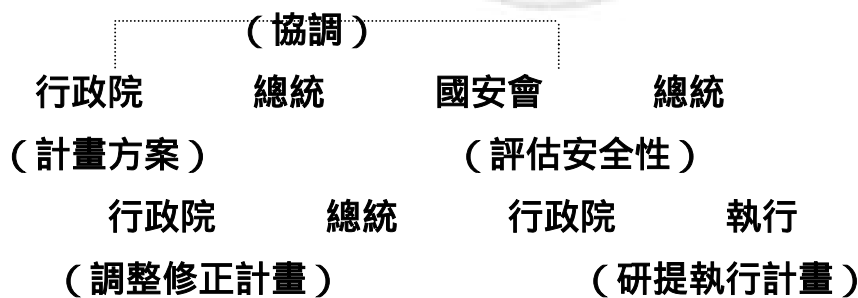 （協調）
行政院 總統 國安會 總統
（計畫方案） （評估安全性）
行政院 總統 行政院 執行
（調整修正計畫） （研提執行計畫）